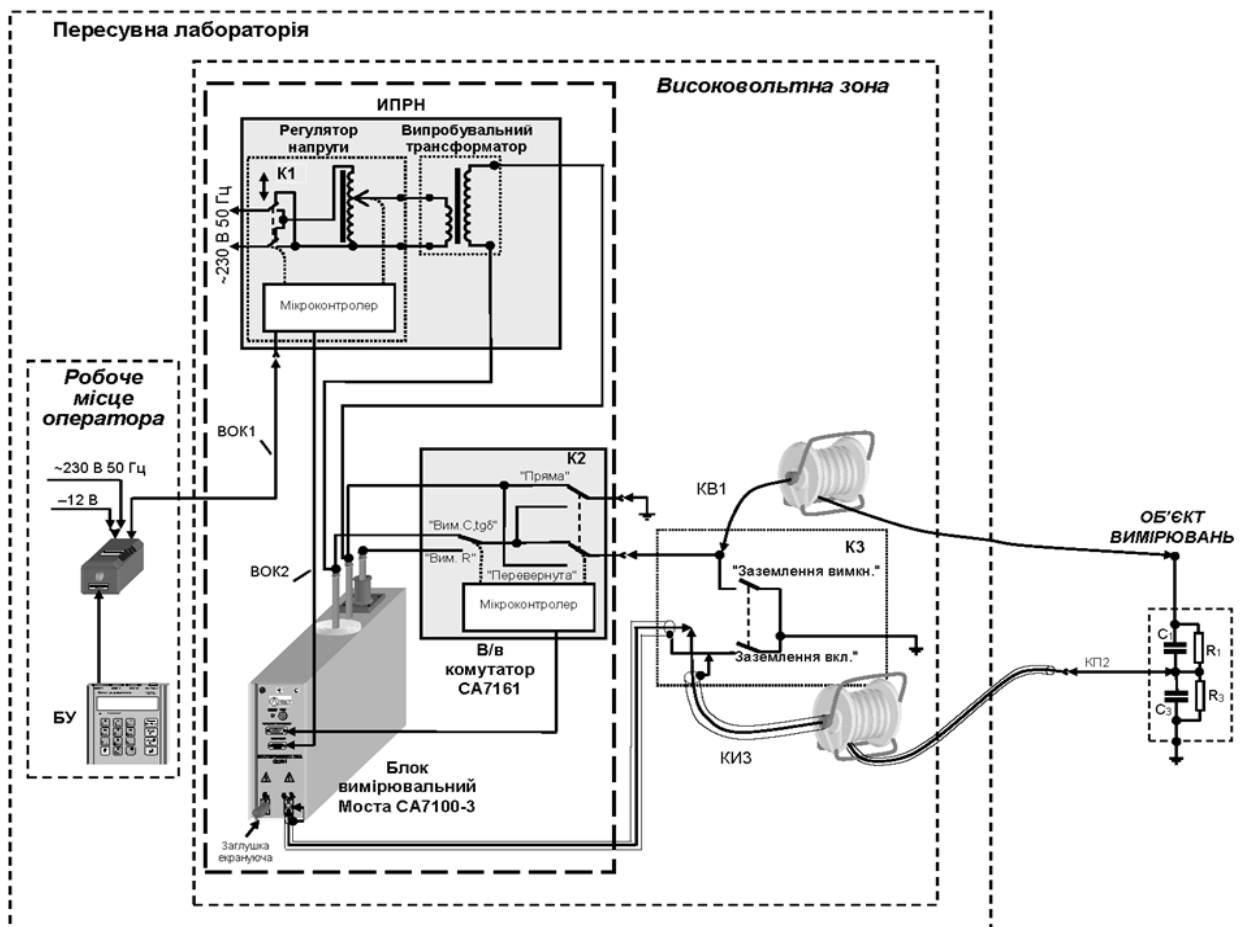 Пересувна лабораторія
Високовольтна зона
ИПРН
Регулятор
напруги
Випробувальний
трансформатор
К1
~230 В 50 Гц
Мікроконтролер
Робоче
місце
оператора
~230 В 50 Гц
–12 В
БУ
ВОК1
ВОК2
К2
"Пряма"
"Вим.C,tgδ"
"Вим. R"
"Перевернута"
Мікроконтролер
В/в
комутатор
СА7161
КВ1
К3
"Заземлення вимкн."
"Заземлення вкл."
КИЗ
ОБ'ЄКТ
ВИМІРЮВАНЬ
C1
R1
КП2
C3
R3
Блок
вимірювальний
Моста СА7100-3
Заглушка
екрануюча